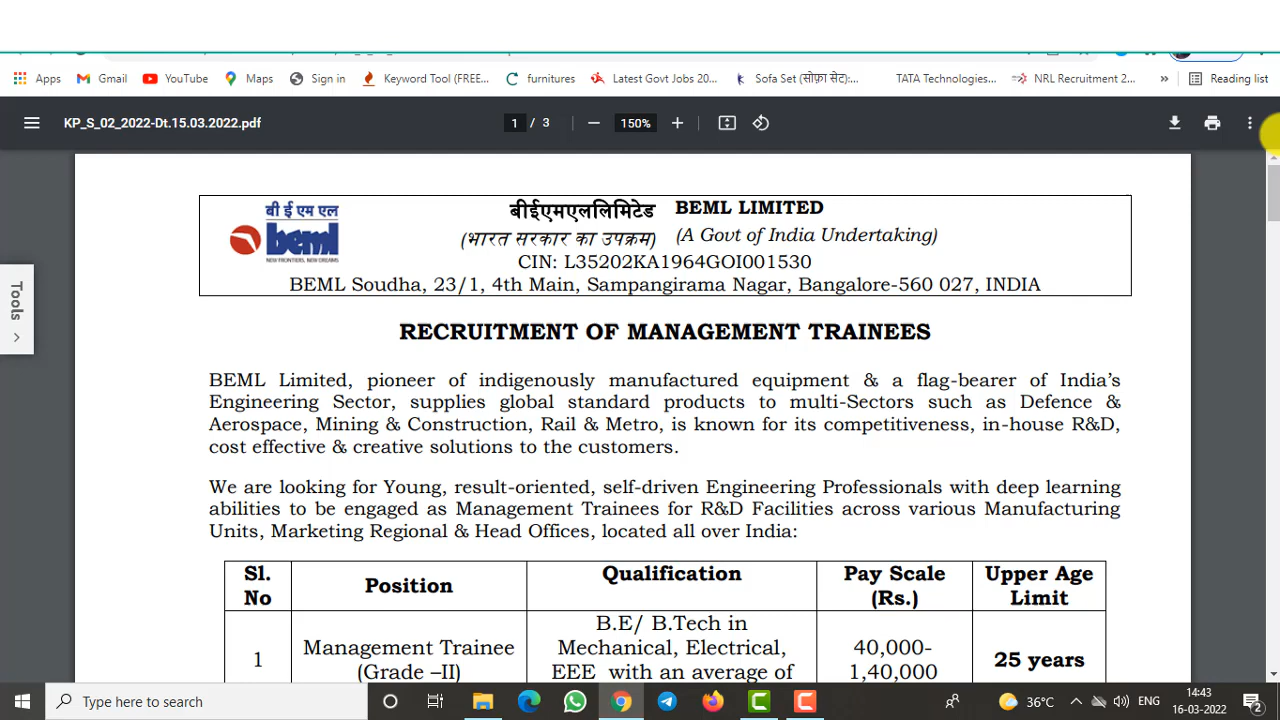 Apps Gmail YouTube Maps Sign in Keyword Tool (FREE... furnitures Latest Govt Jobs 20... Sofa Set (सोफ़ा सेट):... TATA Technologies... NRL Recruitment 2... » Reading list
KP_S_02_2022-Dt.15.03.2022.pdf 1 / 3 150%
बी ई एम एल
beml
NEW FRONTIERS. NEW DREAMS
बीईएमएललिमिटेड BEML LIMITED
(भारत सरकार का उपक्रम) (A Govt of India Undertaking)
CIN: L35202KA1964GOI001530
BEML Soudha, 23/1, 4th Main, Sampangirama Nagar, Bangalore-560 027, INDIA
Tools
RECRUITMENT OF MANAGEMENT TRAINEES
BEML Limited, pioneer of indigenously manufactured equipment & a flag-bearer of India's
Engineering Sector, supplies global standard products to multi-Sectors such as Defence &
Aerospace, Mining & Construction, Rail & Metro, is known for its competitiveness, in-house R&D,
cost effective & creative solutions to the customers.
We are looking for Young, result-oriented, self-driven Engineering Professionals with deep learning
abilities to be engaged as Management Trainees for R&D Facilities across various Manufacturing
Units, Marketing Regional & Head Offices, located all over India:
Sl. No Position Qualification Pay Scale (Rs.) Upper Age Limit
1 Management Trainee (Grade –II) B.E/ B.Tech in Mechanical, Electrical, EEE with an average of 40,000-1,40,000 25 years
Type here to search 36°C ENG 14:43
16-03-2022 2